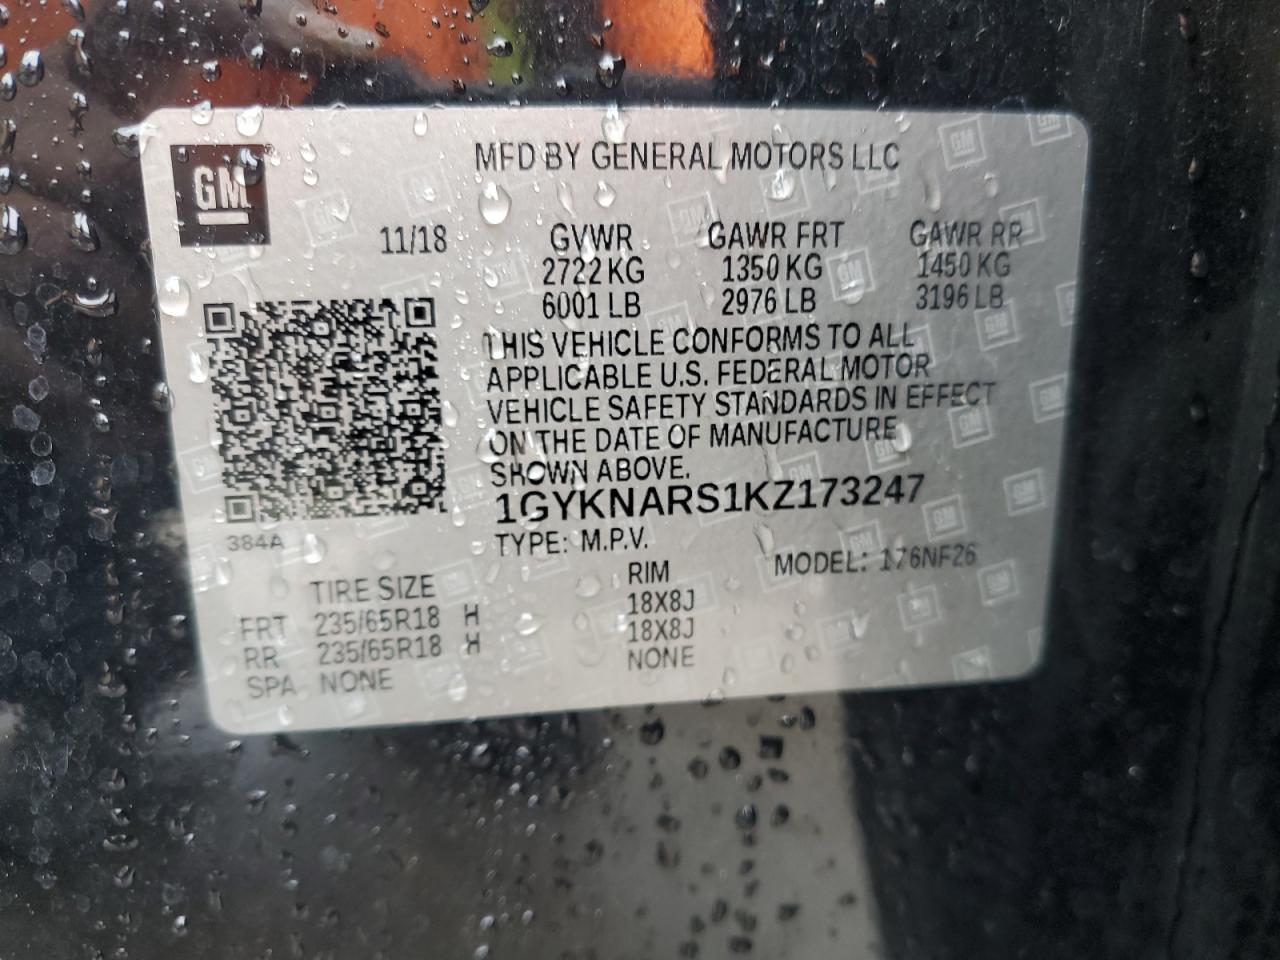 MFD BY GENERAL MOTORS LLC
GM
11/18 GVWR GAWR FRT GAWR RR
2722 KG 1350 KG 1450 KG
6001 LB 2976 LB 3196 LB
THIS VEHICLE CONFORMS TO ALL
APPLICABLE U.S. FEDERAL MOTOR
VEHICLE SAFETY STANDARDS IN EFFECT
ON THE DATE OF MANUFACTURE
SHOWN ABOVE.
1GYKNARS1KZ173247
384A TYPE: M.P.V. MODEL: 176NF26
TIRE SIZE RIM
FRT 235/65R18 H 18X8J
RR 235/65R18 H 18X8J
SPA NONE NONE